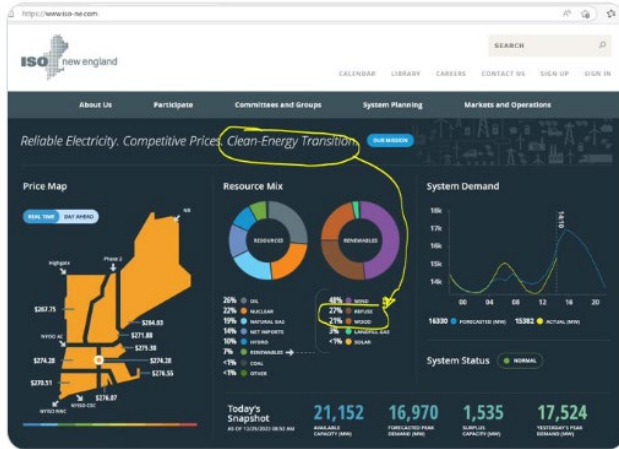 https://www.iso-ne.com
ISO new england
SEARCH
CALENDAR LIBRARY CAREERS CONTACT US SIGN UP SIGN IN
About Us Participate Committees and Groups System Planning Markets and Operations
Reliable Electricity. Competitive Prices. Clean-Energy Transition. OUR MISSION
Price Map
REAL TIME DAY AHEAD
NB
Highgate
Phase 2
$267.75
$264.63
NYISO AC
$271.88
$275.38
$274.28
$274.28
$270.51
$276.55
$276.87
NYISO NNC
NYISO CSC
Resource Mix
RESOURCES
RENEWABLES
26% OIL
22% NUCLEAR
19% NATURAL GAS
14% NET IMPORTS
10% HYDRO
7% RENEWABLES
<1% COAL
<1% OTHER
48% WIND
27% REFUSE
21% WOOD
3% LANDFILL GAS
<1% SOLAR
System Demand
18k
17k
16k
15k
14k
14:10
00 04 08 12 16 20
16330 FORECASTED (MW) 15382 ACTUAL (MW)
System Status NORMAL
Today's
Snapshot
AS OF 12/25/2022 08:52 AM
21,152
AVAILABLE
CAPACITY (MW)
16,970
FORECASTED PEAK
DEMAND (MW)
1,535
SURPLUS
CAPACITY (MW)
17,524
YESTERDAY'S PEAK
DEMAND (MW)